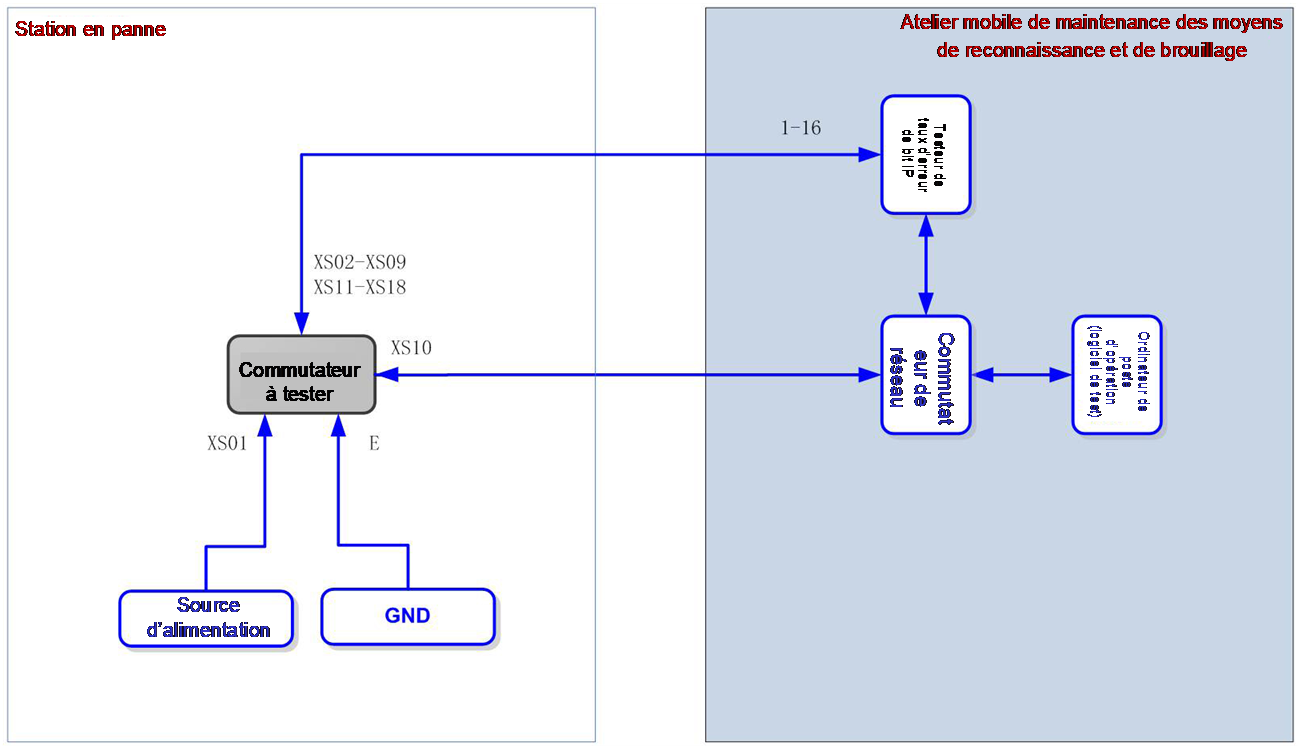 Station en panne
Atelier mobile de maintenance des moyens
de reconnaissance et de brouillage
1-16
Testeur de
taux d'erreur
de bit IP
XS02-XS09
XS11-XS18
Commutateur
à tester
XS10
Commutat
eur de
réseau
Ordinateur de
poste
d'opération
(logiciel de test)
XS01
E
Source
d'alimentation
GND